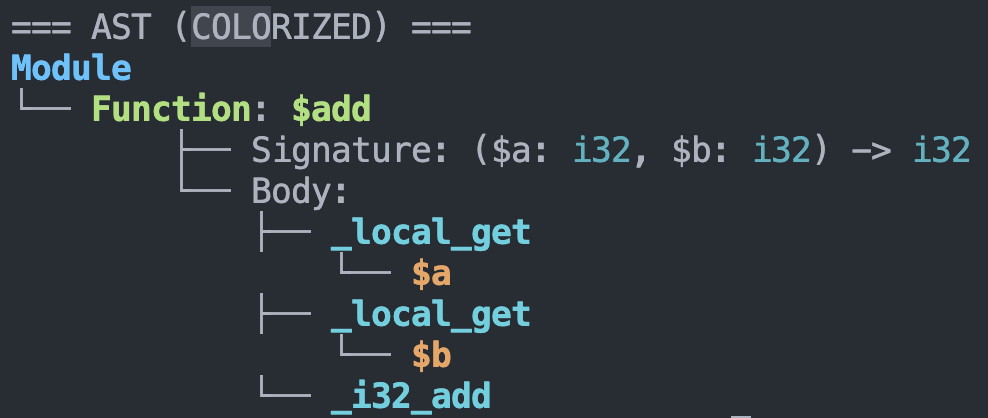 === AST (COLORIZED) ===
Module
└── Function: $add
├── Signature: ($a: i32, $b: i32) -> i32
└── Body:
├── _local_get
└── $a
├── _local_get
└── $b
└── _i32_add